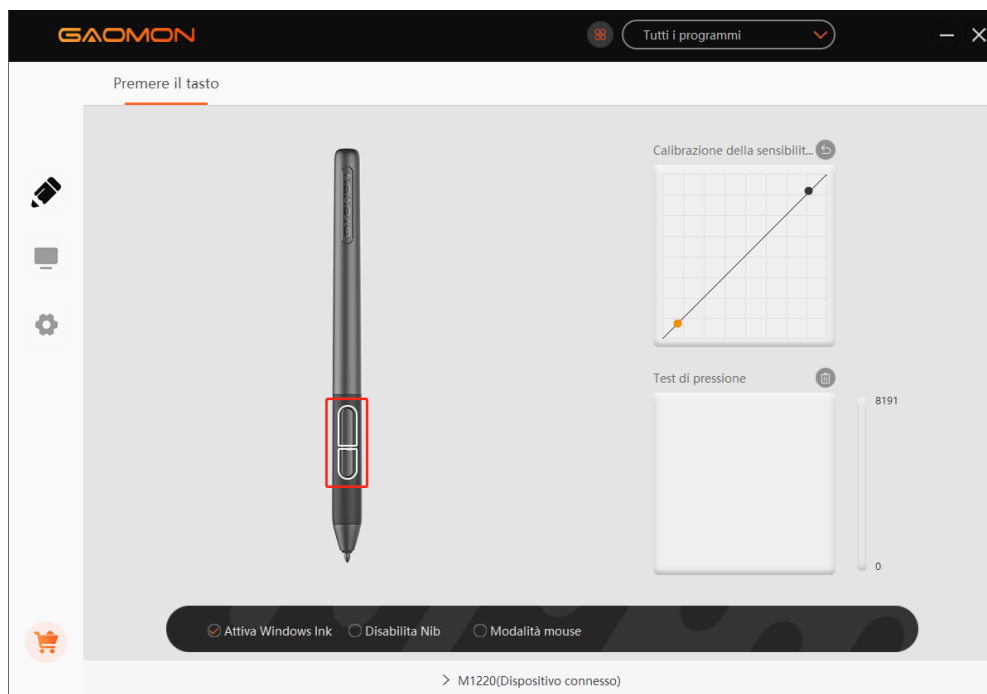 GAOMON
Tutti i programmi
Premere il tasto
Calibrazione della sensibilit...
GAOMON
Test di pressione
8191
0
Attiva Windows Ink
Disabilita Nib
Modalità mouse
> M1220(Dispositivo connesso)